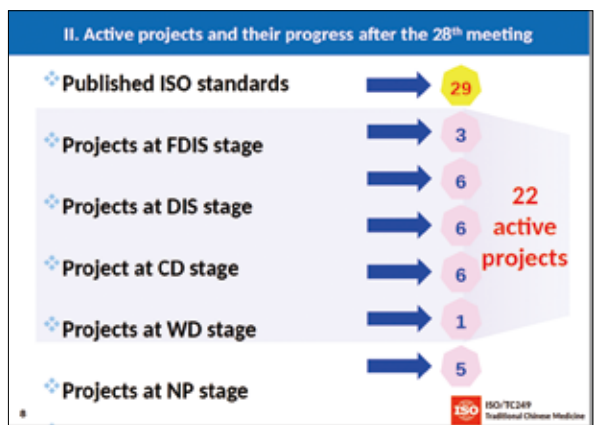 II. Active projects and their progress after the 28th meeting
Published ISO standards
29
Projects at FDIS stage
3
6
Projects at DIS stage
6
22
active
projects
Project at CD stage
6
Projects at WD stage
1
5
Projects at NP stage
8
ISO
ISO/TC249
Traditional Chinese Medicine